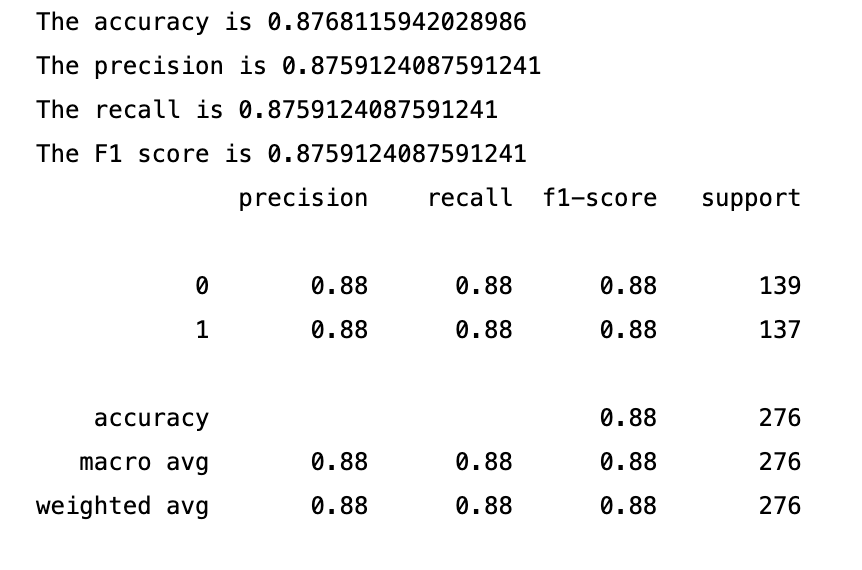 The accuracy is 0.8768115942028986
The precision is 0.8759124087591241
The recall is 0.8759124087591241
The F1 score is 0.8759124087591241
precision recall f1-score support
0 0.88 0.88 0.88 139
1 0.88 0.88 0.88 137
accuracy 0.88 276
macro avg 0.88 0.88 0.88 276
weighted avg 0.88 0.88 0.88 276